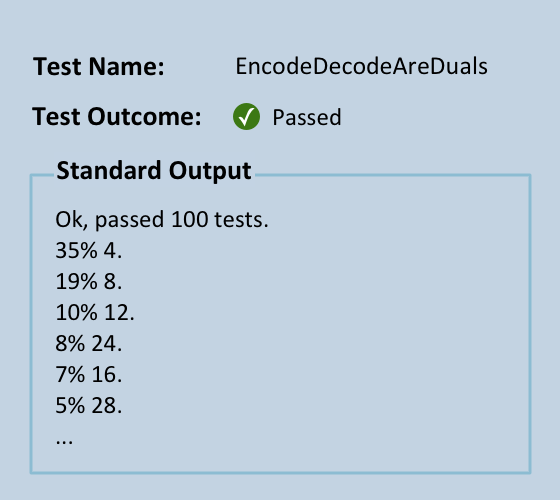 Test Name: EncodeDecodeAreDuals
Test Outcome: Passed
Standard Output
Ok, passed 100 tests.
35% 4.
19% 8.
10% 12.
8% 24.
7% 16.
5% 28.
...